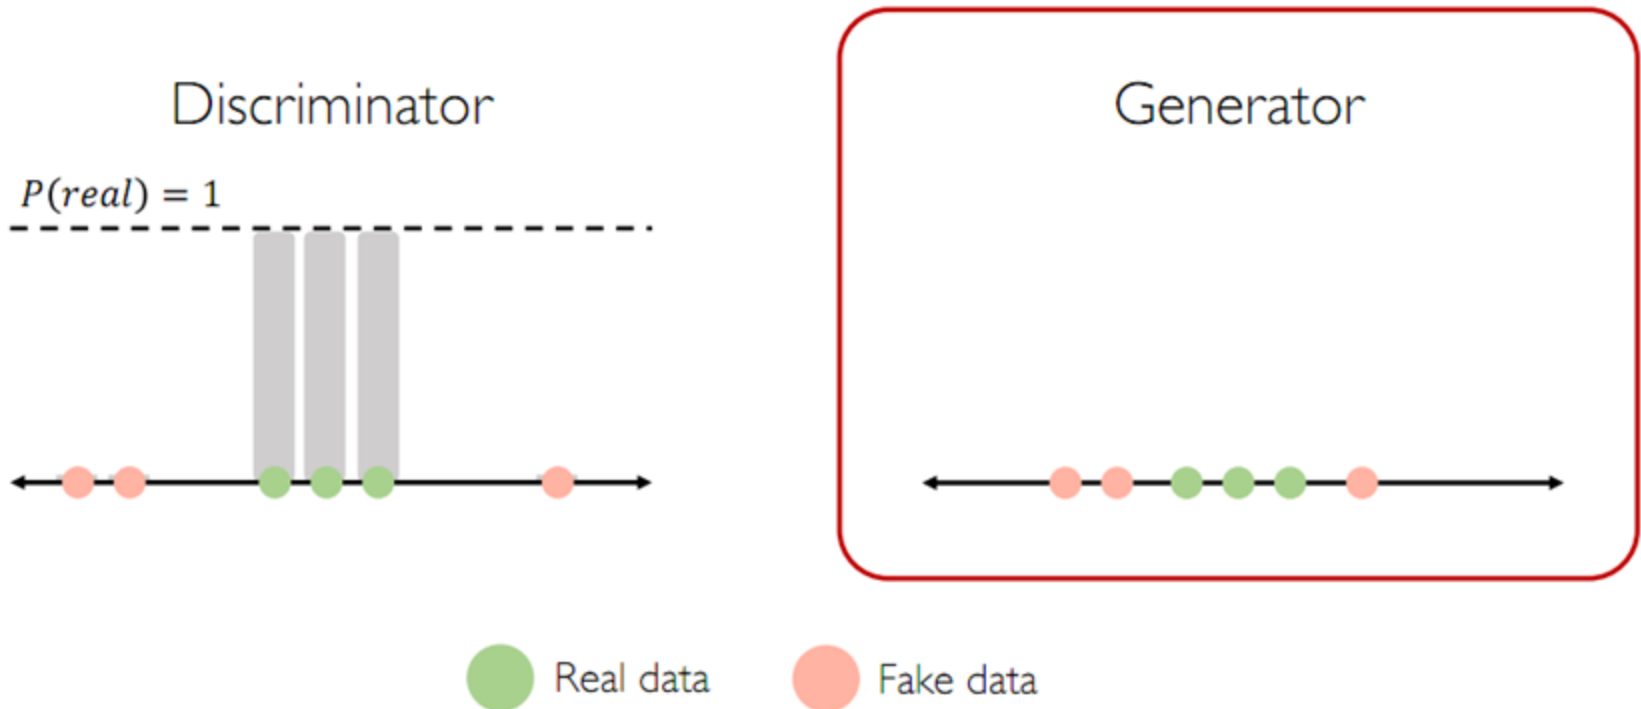 Discriminator
P(real) = 1
Generator
Real data
Fake data